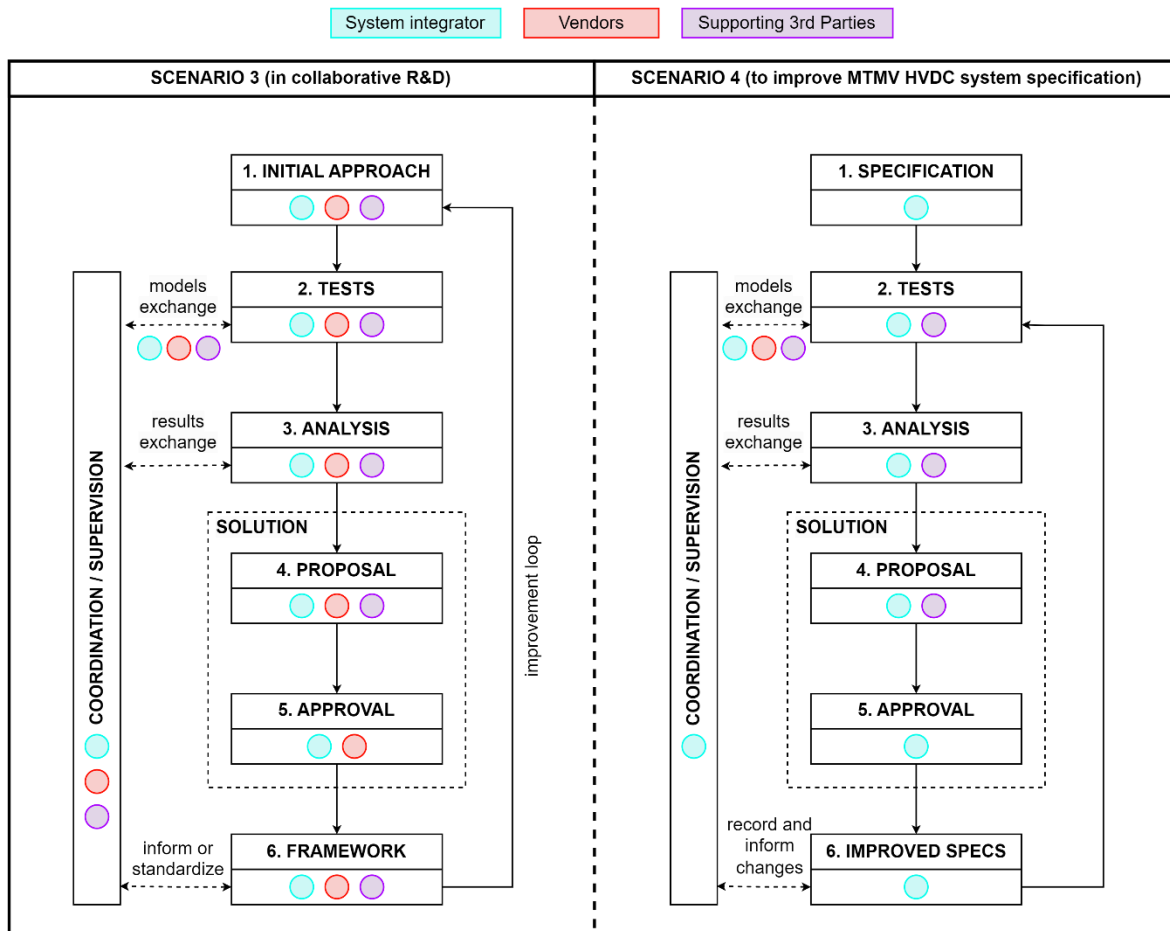 System integrator
Vendors
Supporting 3rd Parties
SCENARIO 3 (in collaborative R&D)
SCENARIO 4 (to improve MTMV HVDC system specification)
1. INITIAL APPROACH
models
exchange
2. TESTS
results
exchange
3. ANALYSIS
SOLUTION
4. PROPOSAL
5. APPROVAL
inform or
standardize
6. FRAMEWORK
COORDINATION / SUPERVISION
improvement loop
1. SPECIFICATION
models
exchange
2. TESTS
results
exchange
3. ANALYSIS
SOLUTION
4. PROPOSAL
5. APPROVAL
record and
inform
changes
6. IMPROVED SPECS
COORDINATION / SUPERVISION